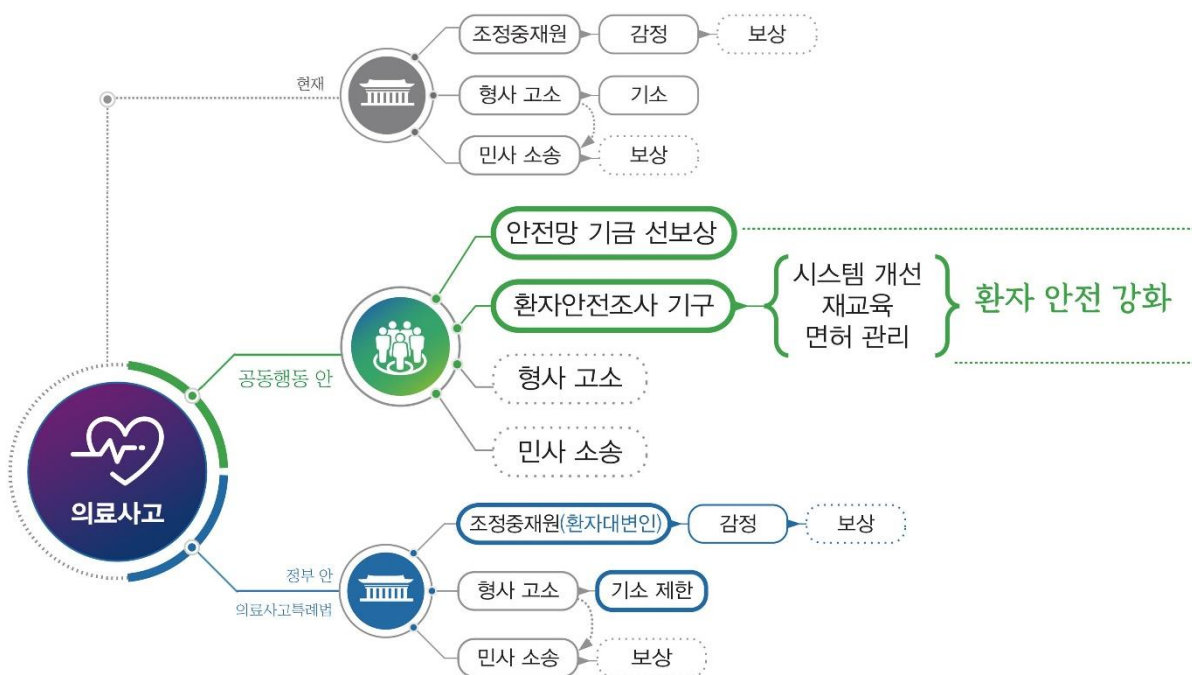 현재
조정중재원
감정
보상
형사 고소
기소
민사 소송
보상
공동행동 안
안전망 기금 선보상
환자안전조사 기구
시스템 개선
재교육
면허 관리
환자 안전 강화
형사 고소
민사 소송
의료사고
정부 안
의료사고특례법
조정중재원(환자대변인)
감정
보상
형사 고소
기소 제한
민사 소송
보상